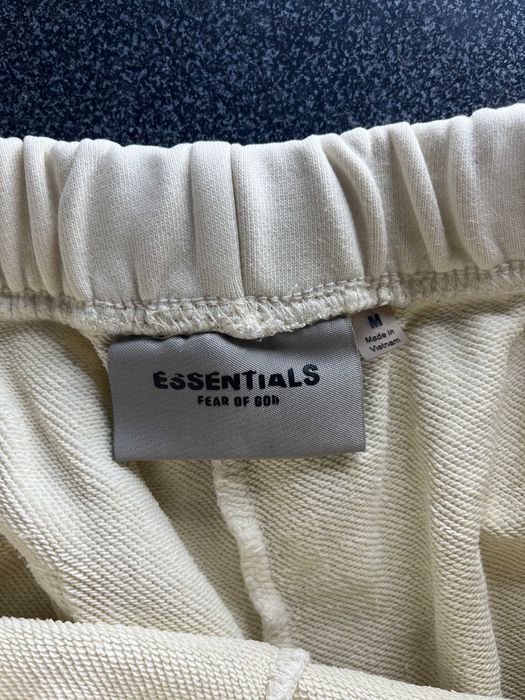 ESSENTIALS
FEAR OF GOD
M
Made in
Vietnam